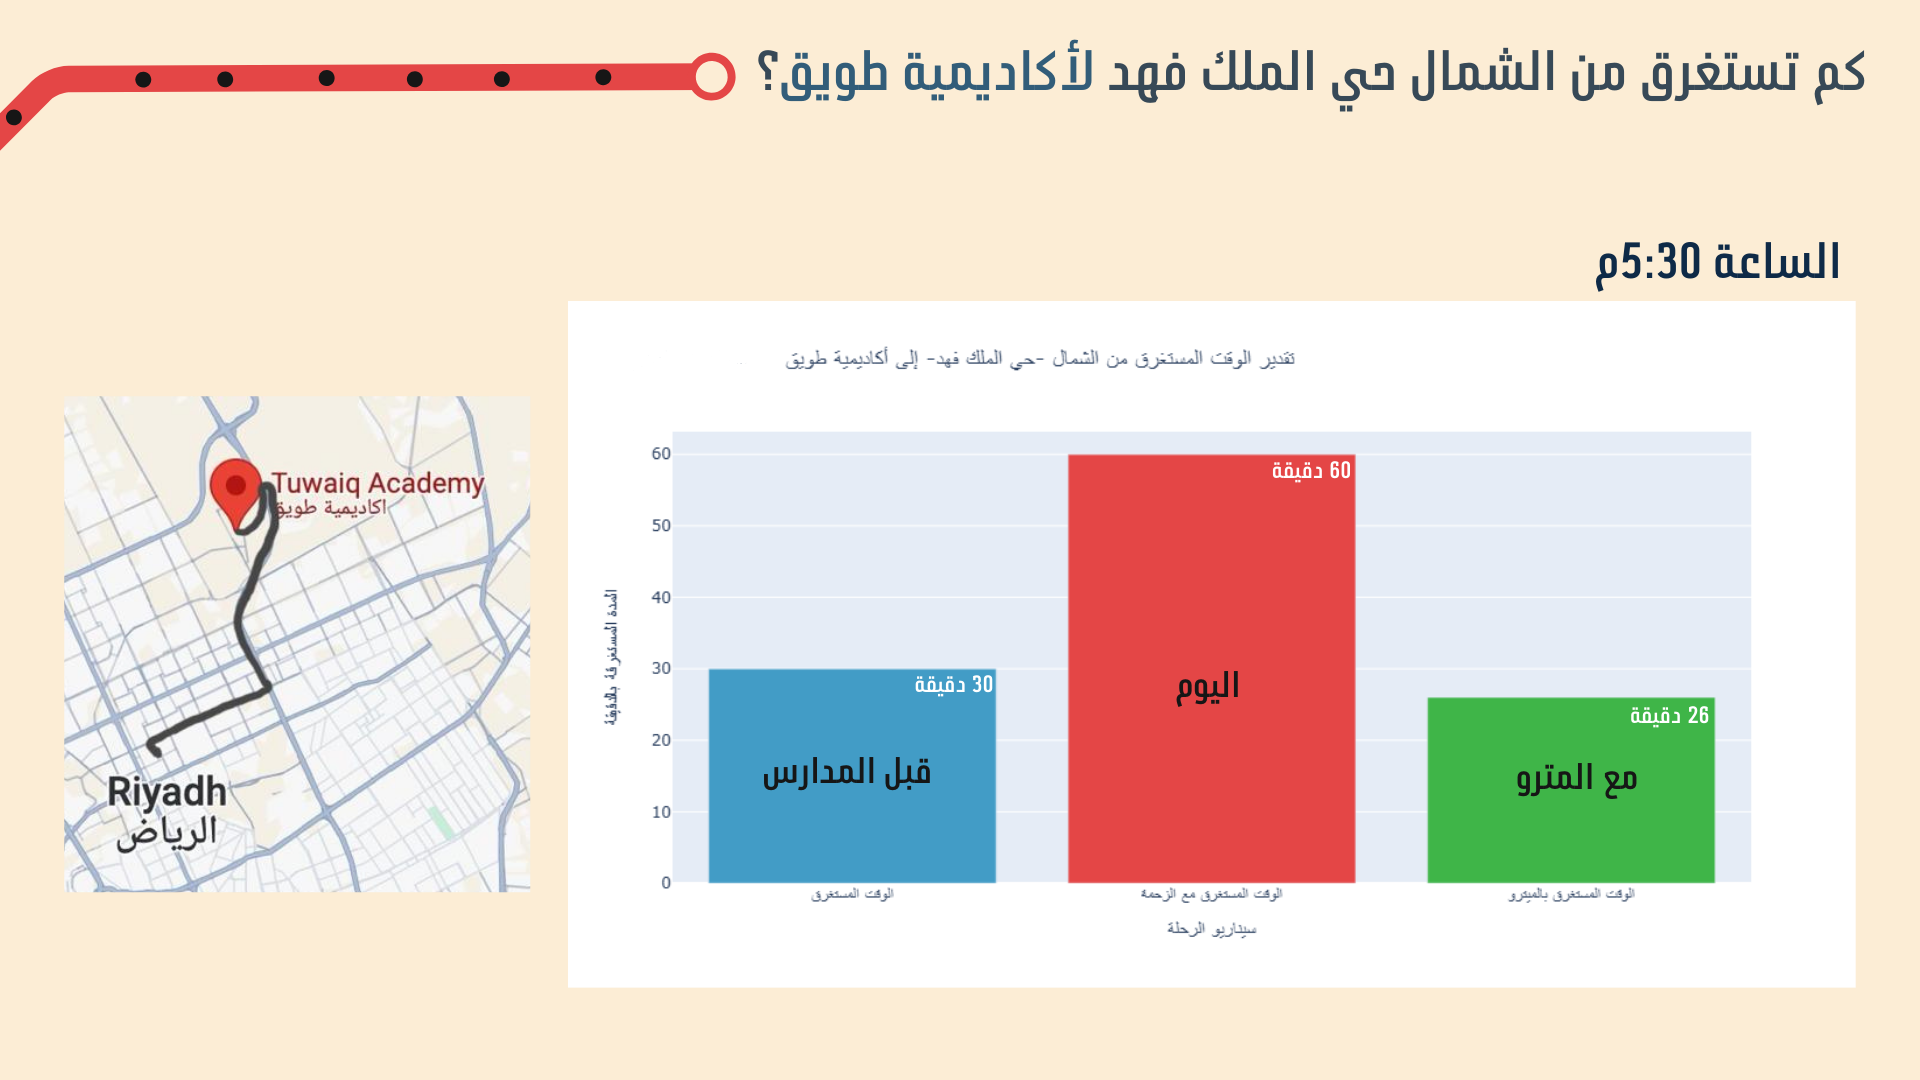 كم تستغرق من الشمال حي الملك فهد لأكاديمية طويق؟
الساعة 5:30م
تقدير الوقت المستغرق من الشمال -حي الملك فهد- إلى أكاديمية طويق
المدة المستغرقة بالدقيقة
60
50
40
30
20
10
0
30 دقيقة
قبل المدارس
60 دقيقة
اليوم
26 دقيقة
مع المترو
الوقت المستغرق
الوقت المستغرق مع الزحمة
الوقت المستغرق بالميترو
سيناريو الرحلة
Tuwaiq Academy
اكاديمية طويق
Riyadh
الرياض